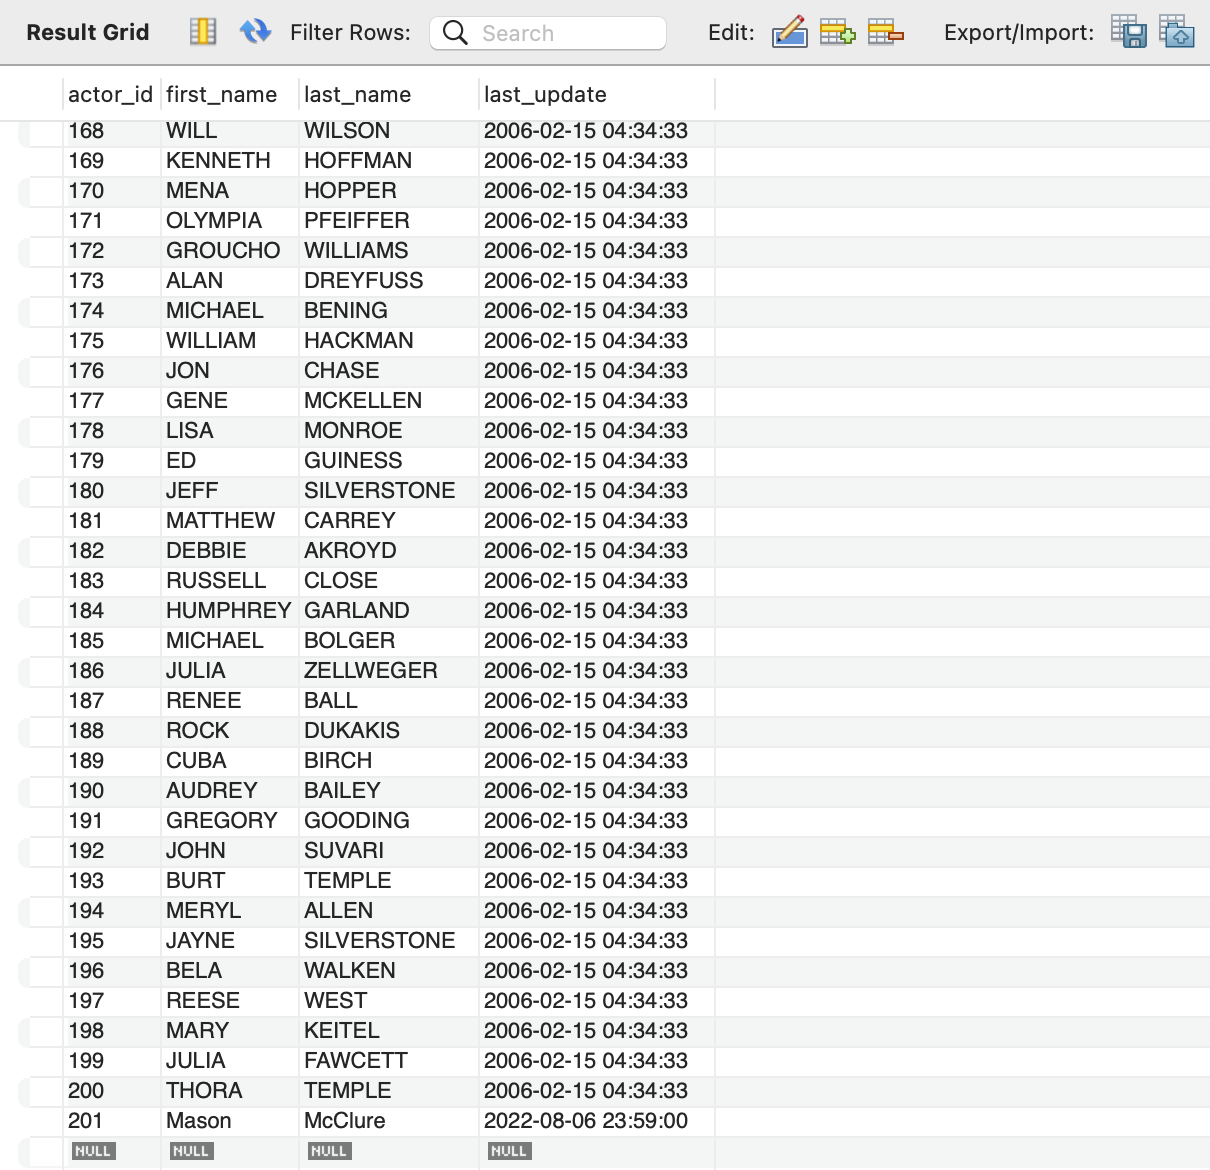 Result Grid Filter Rows: Search Edit: Export/Import:
actor_id first_name last_name last_update
168 WILL WILSON 2006-02-15 04:34:33
169 KENNETH HOFFMAN 2006-02-15 04:34:33
170 MENA HOPPER 2006-02-15 04:34:33
171 OLYMPIA PFEIFFER 2006-02-15 04:34:33
172 GROUCHO WILLIAMS 2006-02-15 04:34:33
173 ALAN DREYFUSS 2006-02-15 04:34:33
174 MICHAEL BENING 2006-02-15 04:34:33
175 WILLIAM HACKMAN 2006-02-15 04:34:33
176 JON CHASE 2006-02-15 04:34:33
177 GENE MCKELLEN 2006-02-15 04:34:33
178 LISA MONROE 2006-02-15 04:34:33
179 ED GUINESS 2006-02-15 04:34:33
180 JEFF SILVERSTONE 2006-02-15 04:34:33
181 MATTHEW CARREY 2006-02-15 04:34:33
182 DEBBIE AKROYD 2006-02-15 04:34:33
183 RUSSELL CLOSE 2006-02-15 04:34:33
184 HUMPHREY GARLAND 2006-02-15 04:34:33
185 MICHAEL BOLGER 2006-02-15 04:34:33
186 JULIA ZELLWEGER 2006-02-15 04:34:33
187 RENEE BALL 2006-02-15 04:34:33
188 ROCK DUKAKIS 2006-02-15 04:34:33
189 CUBA BIRCH 2006-02-15 04:34:33
190 AUDREY BAILEY 2006-02-15 04:34:33
191 GREGORY GOODING 2006-02-15 04:34:33
192 JOHN SUVARI 2006-02-15 04:34:33
193 BURT TEMPLE 2006-02-15 04:34:33
194 MERYL ALLEN 2006-02-15 04:34:33
195 JAYNE SILVERSTONE 2006-02-15 04:34:33
196 BELA WALKEN 2006-02-15 04:34:33
197 REESE WEST 2006-02-15 04:34:33
198 MARY KEITEL 2006-02-15 04:34:33
199 JULIA FAWCETT 2006-02-15 04:34:33
200 THORA TEMPLE 2006-02-15 04:34:33
201 Mason McClure 2022-08-06 23:59:00
NULL NULL NULL NULL